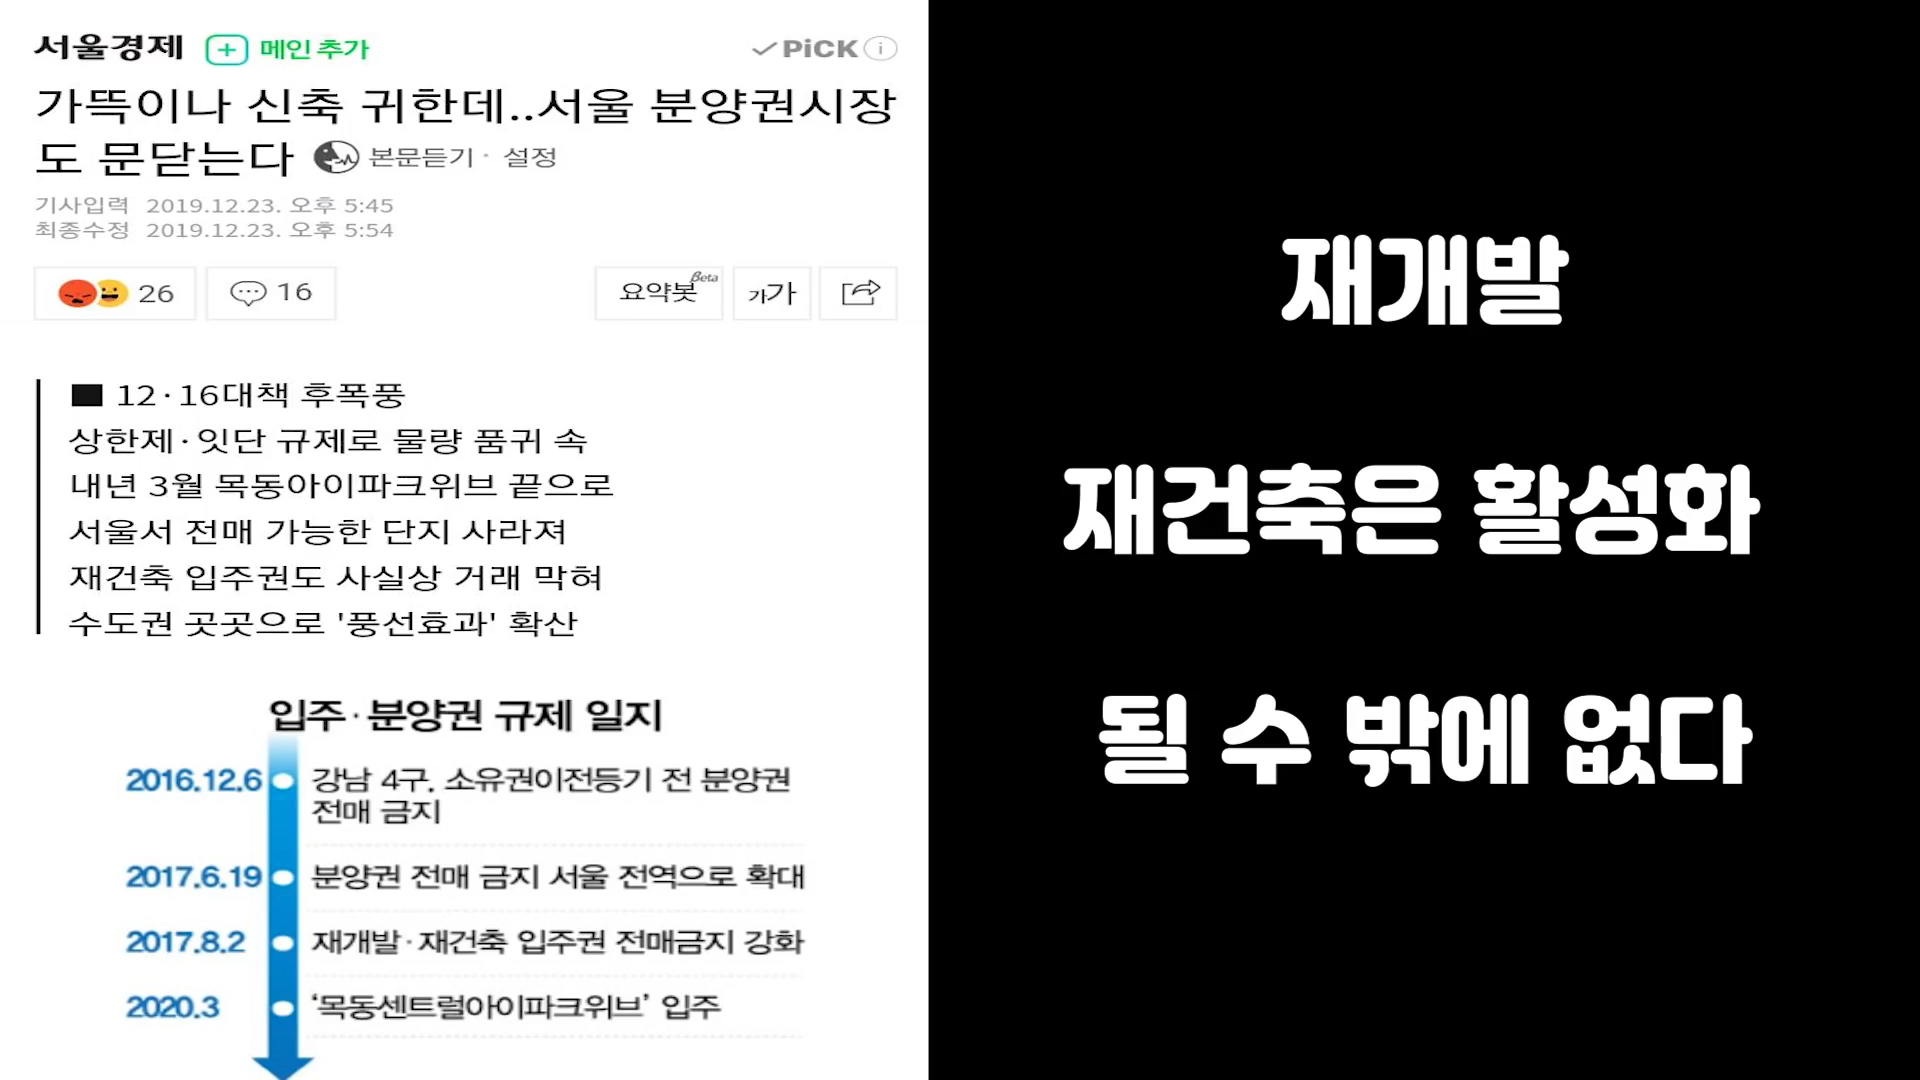 서울경제 + 메인 추가 PiCK i
가뜩이나 신축 귀한데..서울 분양권시장
도 문닫는다 본문듣기 · 설정
기사입력 2019.12.23. 오후 5:45
최종수정 2019.12.23. 오후 5:54
26 16 요약봇 Beta 가가
■ 12·16대책 후폭풍
상한제·잇단 규제로 물량 품귀 속
내년 3월 목동아이파크위브 끝으로
서울서 전매 가능한 단지 사라져
재건축 입주권도 사실상 거래 막혀
수도권 곳곳으로 '풍선효과' 확산
입주·분양권 규제 일지
2016.12.6 강남 4구, 소유권이전등기 전 분양권
전매 금지
2017.6.19 분양권 전매 금지 서울 전역으로 확대
2017.8.2 재개발·재건축 입주권 전매금지 강화
2020.3 ‘목동센트럴아이파크위브’ 입주
재개발
재건축은 활성화
될 수 밖에 없다